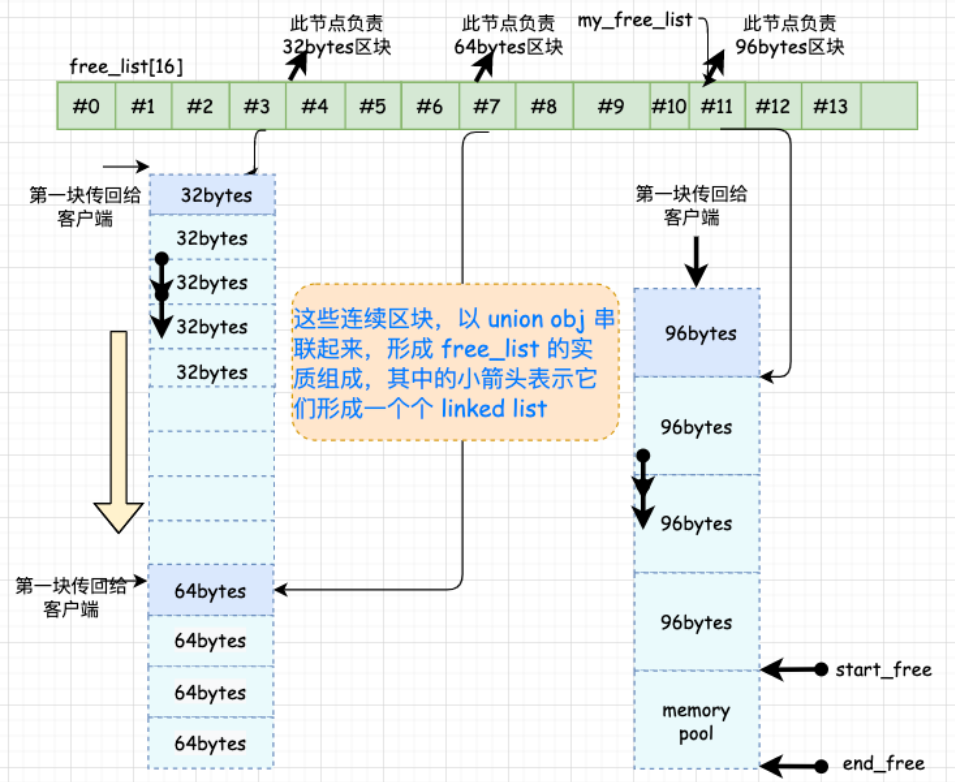 此节点负责
32bytes区块
此节点负责
64bytes区块
my_free_list
此节点负责
96bytes区块
free_list[16]
#0 #1 #2 #3 #4 #5 #6 #7 #8 #9 #10 #11 #12 #13
第一块传回给
客户端
32bytes
32bytes
32bytes
32bytes
32bytes
这些连续区块，以 union obj 串
联起来，形成 free_list 的实
质组成，其中的小箭头表示它
们形成一个个 linked list
第一块传回给
客户端
64bytes
64bytes
64bytes
64bytes
第一块传回给
客户端
96bytes
96bytes
96bytes
96bytes
start_free
memory
pool
end_free